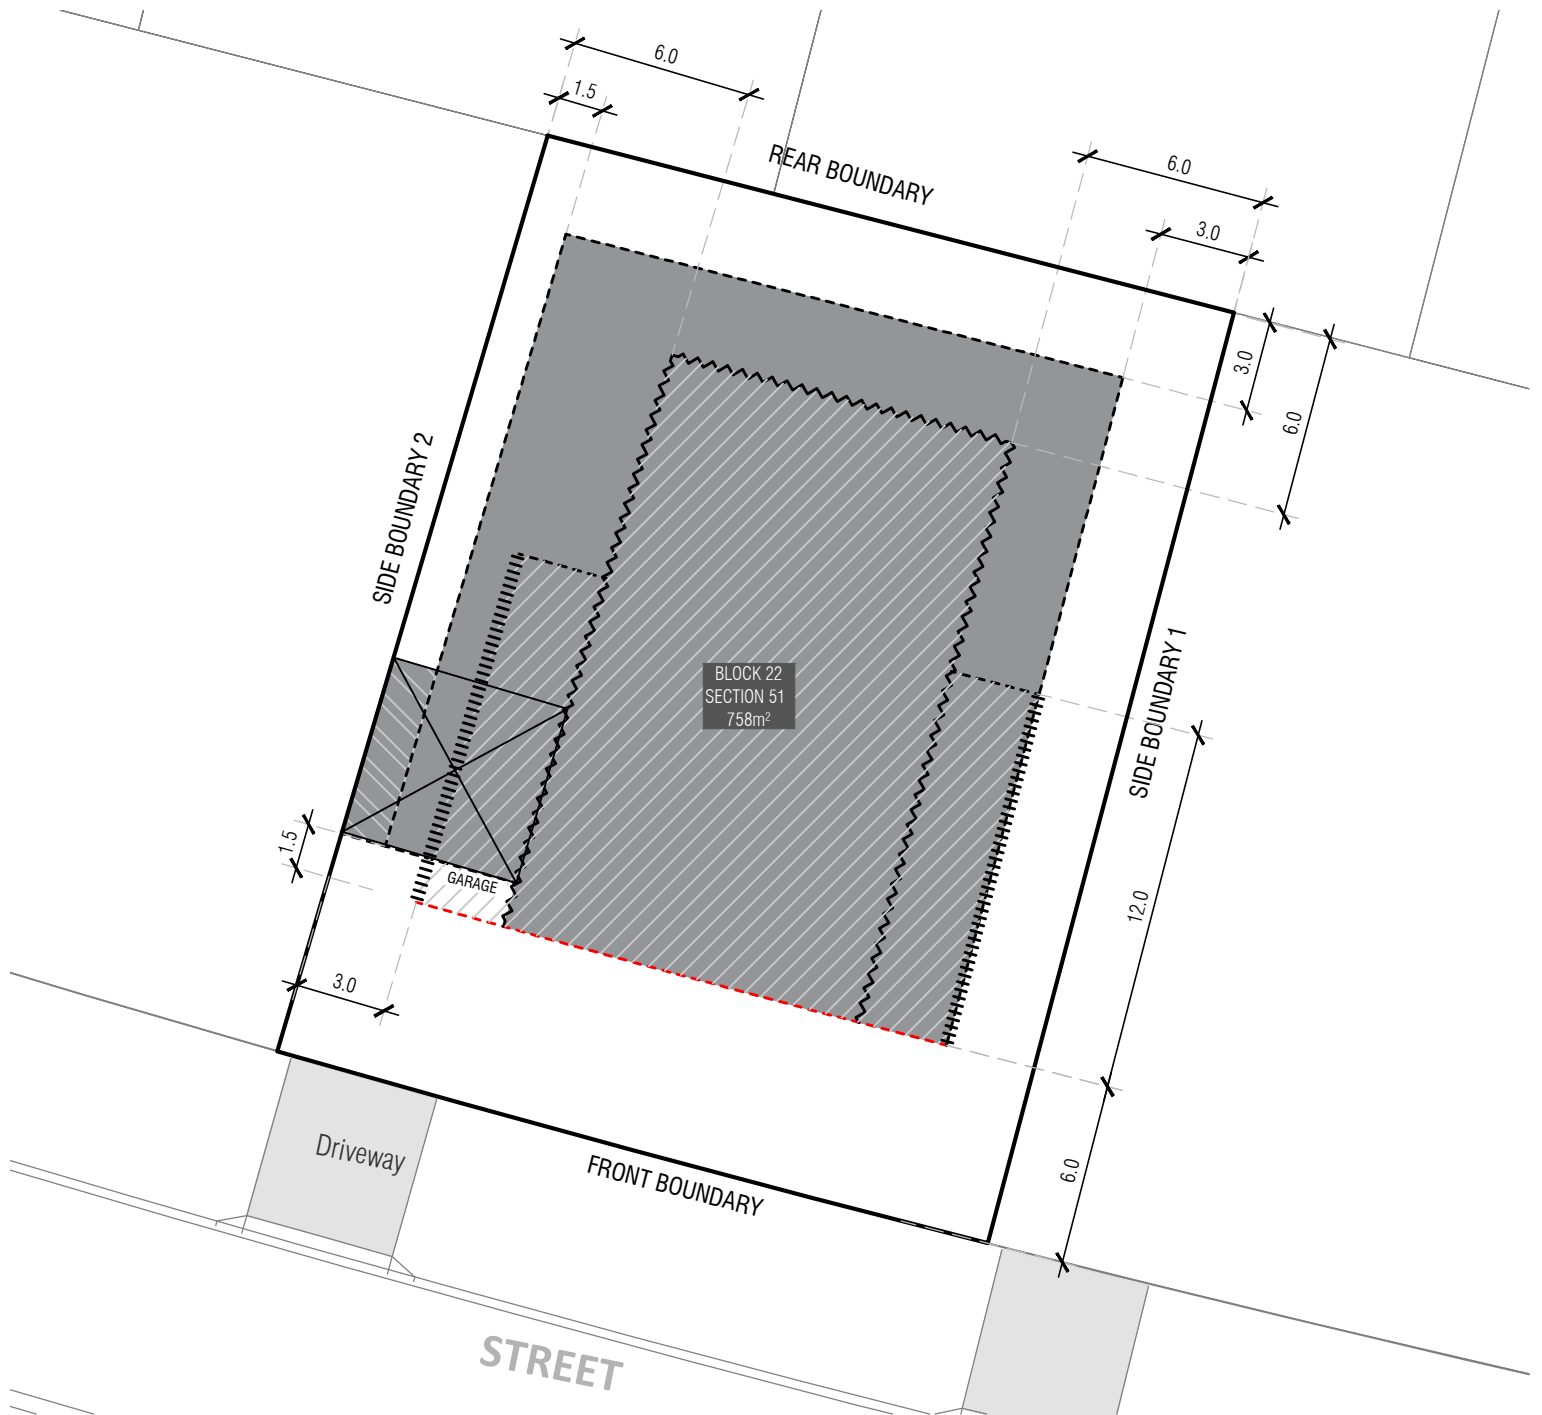 6.0
1.5
REAR BOUNDARY
6.0
3.0
3.0
6.0
SIDE BOUNDARY 2
SIDE BOUNDARY 1
BLOCK 22
SECTION 51
758m²
1.5
GARAGE
12.0
3.0
Driveway
FRONT BOUNDARY
6.0
STREET